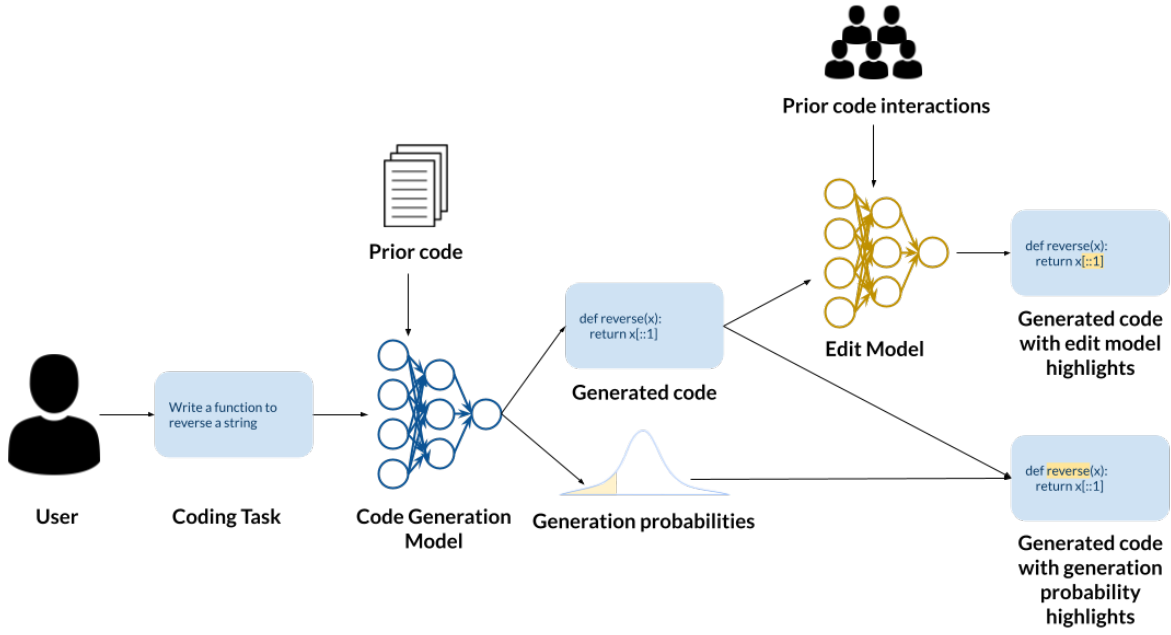 Prior code interactions
Prior code
def reverse(x):
return x[::1]
Generated code
with edit model
highlights
def reverse(x):
return x[::1]
Generated code
Edit Model
Write a function to
reverse a string
User
Coding Task
Code Generation
Model
Generation probabilities
def reverse(x):
return x[::1]
Generated code
with generation
probability
highlights